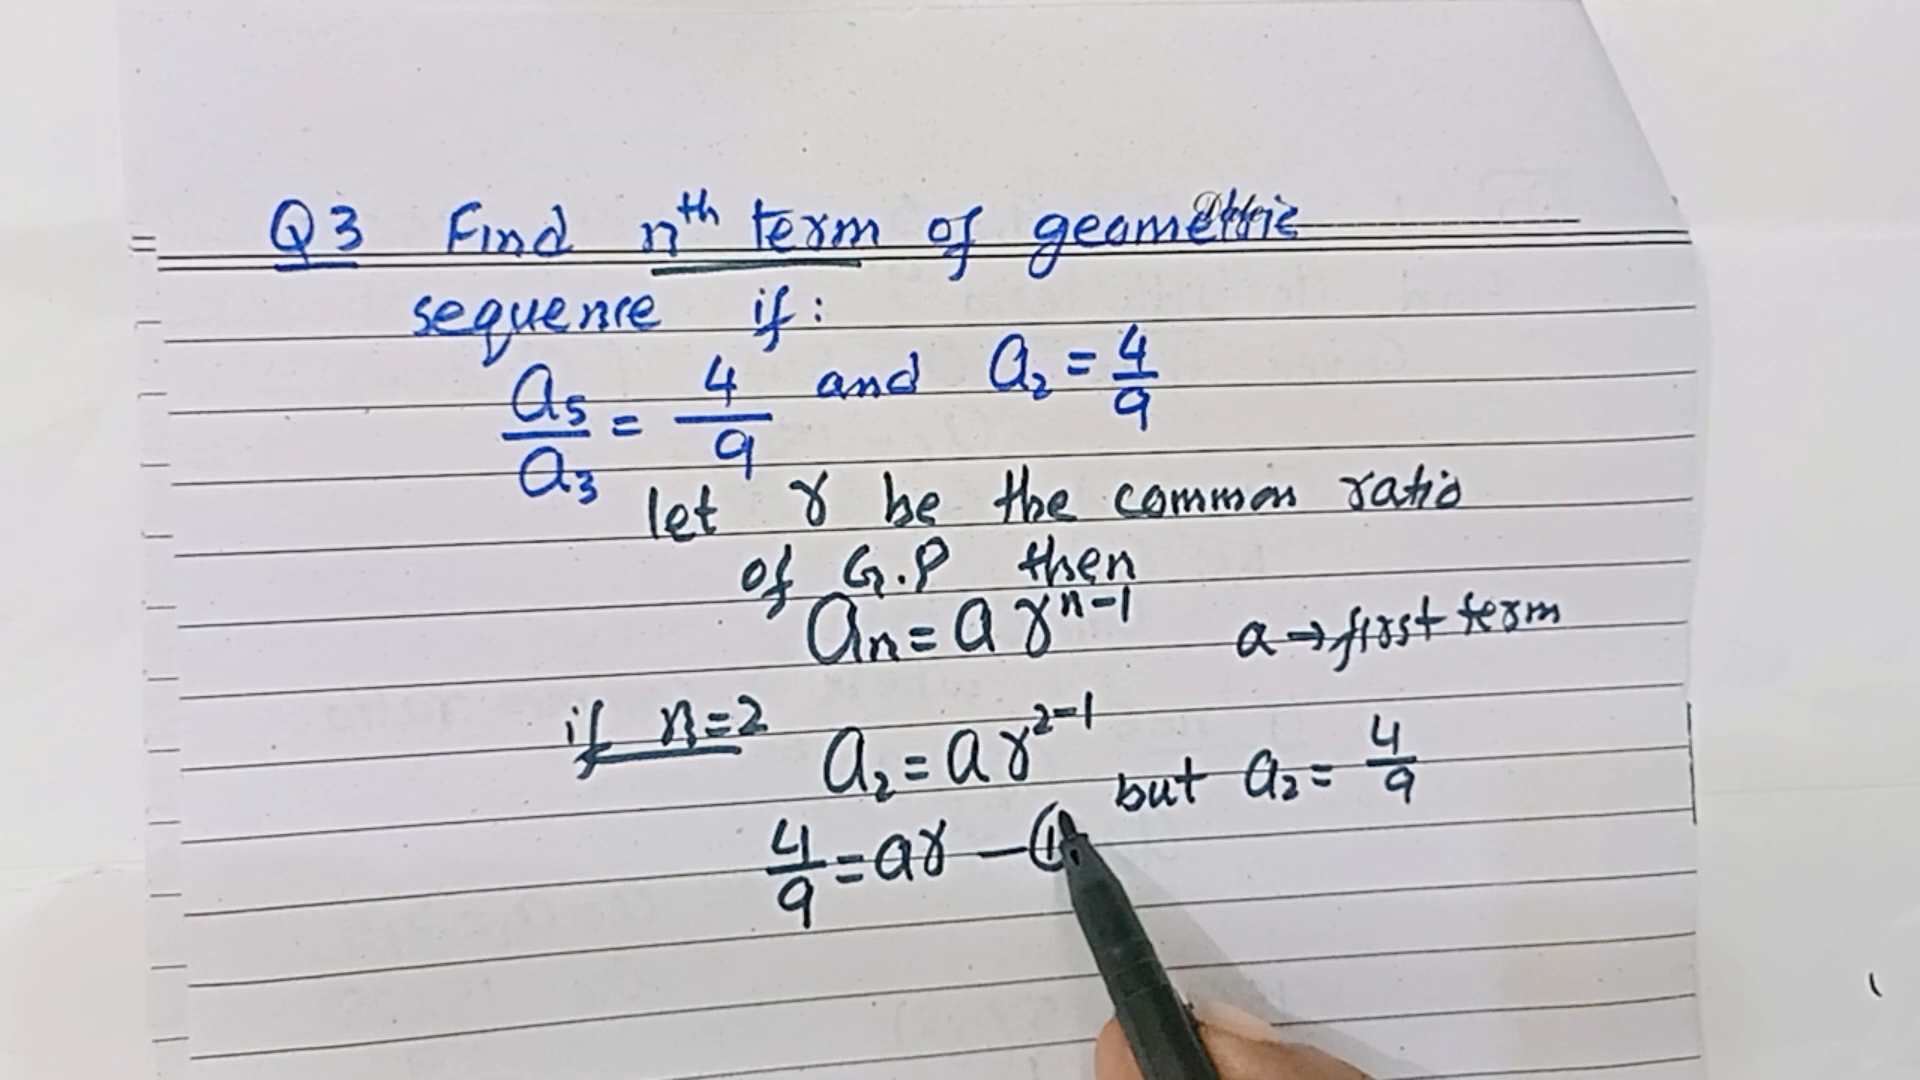 Q3 Find nth term of geometric
sequence if:
a5/a3 = 4/9 and a2 = 4/9
let r be the common ratio
of G.P then
an = a r^n-1 a → first term
if n=2 a2 = a r^2-1 but a2 = 4/9
4/9 = ar — (1)